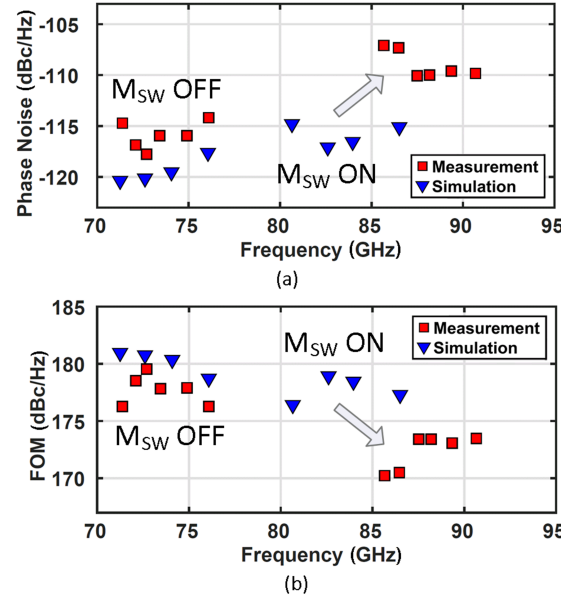 -105
-110
-115
-120
Phase Noise (dBc/Hz)
M_SW OFF
M_SW ON
Measurement
Simulation
70 75 80 85 90 95
Frequency (GHz)
(a)
185
180
175
170
FOM (dBc/Hz)
M_SW ON
M_SW OFF
Measurement
Simulation
70 75 80 85 90 95
Frequency (GHz)
(b)